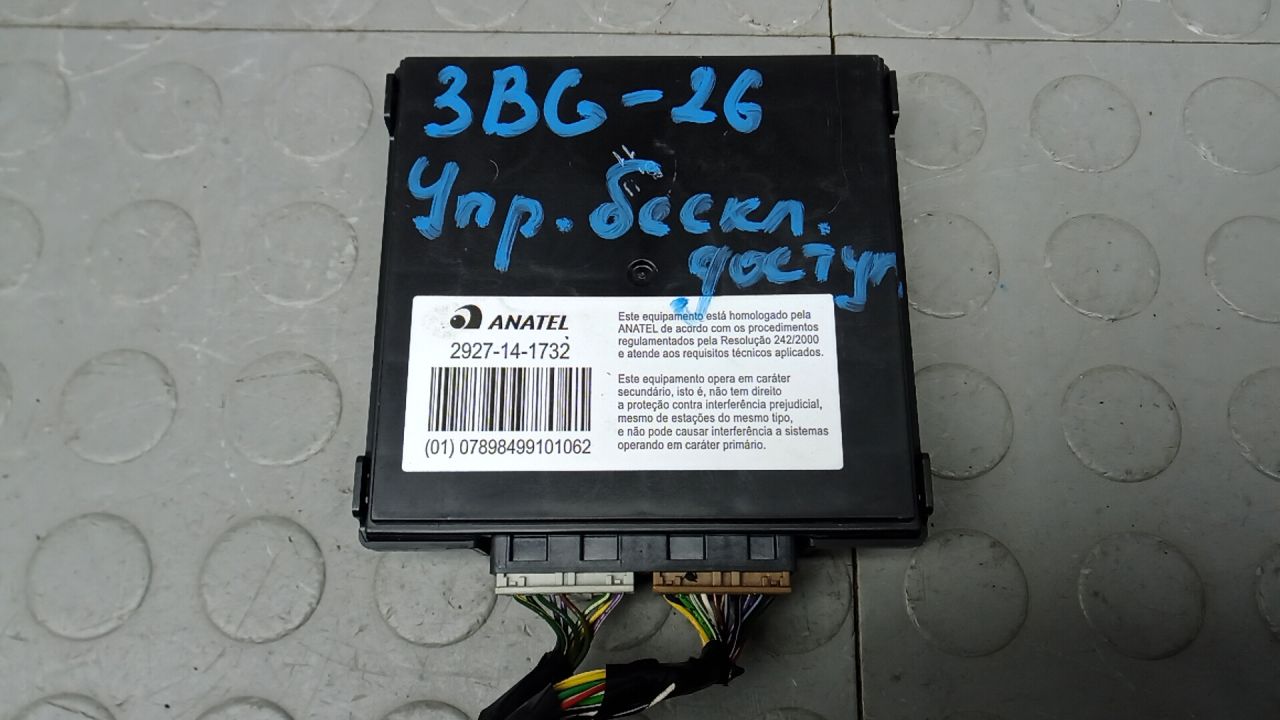 3BG-26
Упр. бескл.
доступ.
ANATEL
2927-14-1732
(01) 07898499101062
Este equipamento está homologado pela
ANATEL de acordo com os procedimentos
regulamentados pela Resolução 242/2000
e atende aos requisitos técnicos aplicados.
Este equipamento opera em caráter
secundário, isto é, não tem direito
a proteção contra interferência prejudicial,
mesmo de estações do mesmo tipo,
e não pode causar interferência a sistemas
operando em caráter primário.